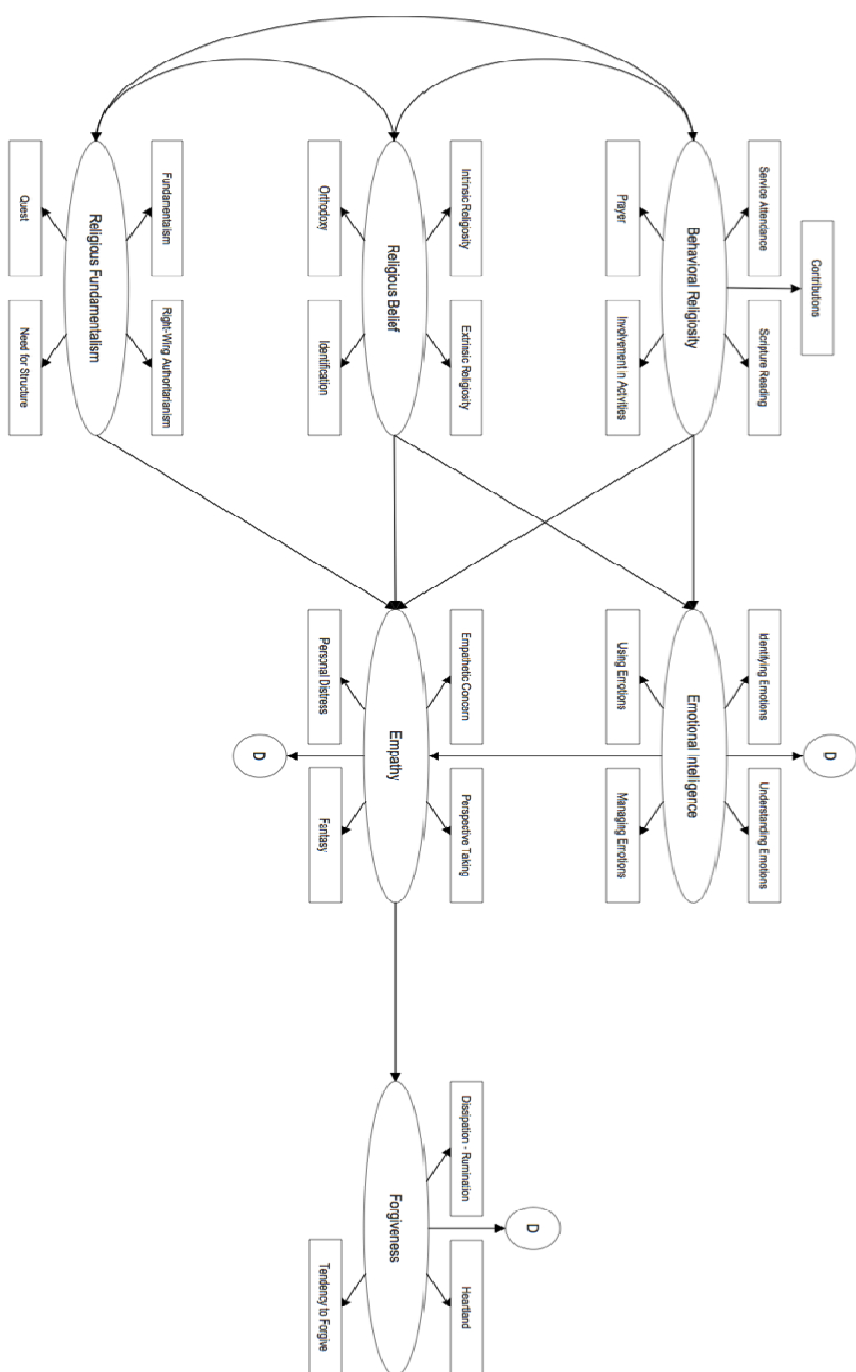 Contributions
Service Attendance
Scripture Reading
Behavioral Religiosity
Prayer
Involvement in Activities
Intrinsic Religiosity
Extrinsic Religiosity
Religious Belief
Orthodoxy
Identification
Fundamentalism
Right-Wing Authoritarianism
Religious Fundamentalism
Quest
Need for Structure
D
Identifying Emotions
Understanding Emotions
Emotional Intelligence
Using Emotions
Managing Emotions
Empathetic Concern
Perspective Taking
Empathy
Personal Distress
Fantasy
D
D
Dissipation - Rumination
Heartland
Forgiveness
Tendency to Forgive